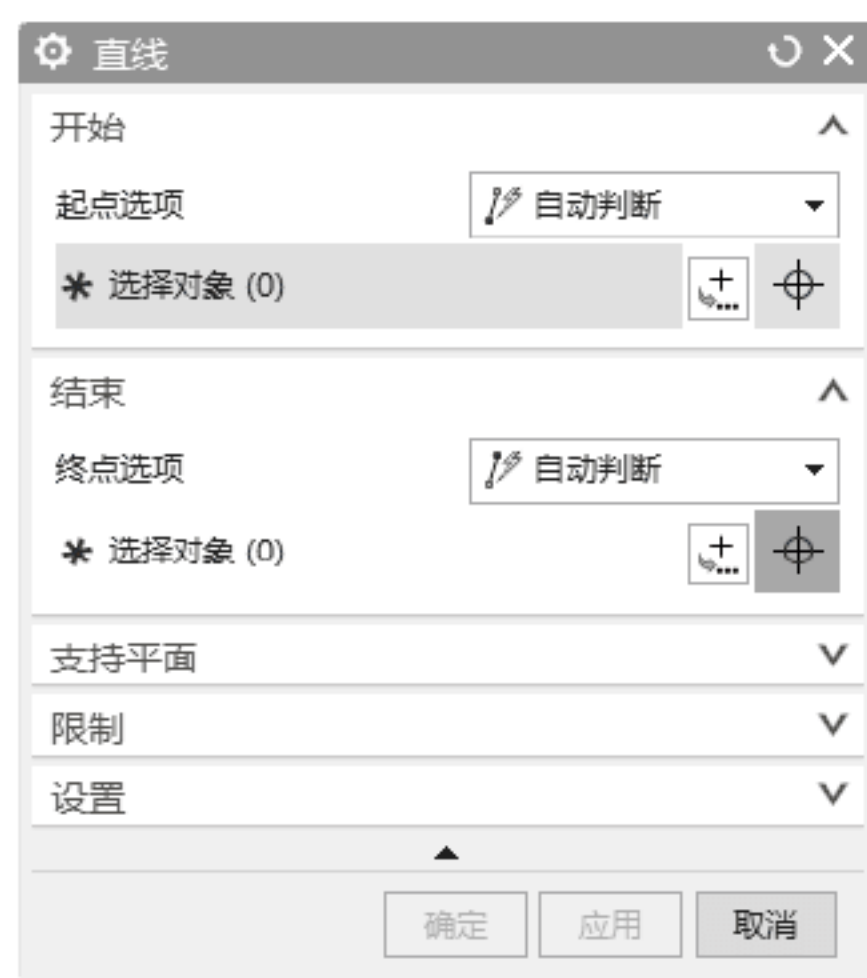 直线
开始
起点选项 自动判断
选择对象 (0)
结束
终点选项 自动判断
选择对象 (0)
支持平面
限制
设置
确定 应用 取消